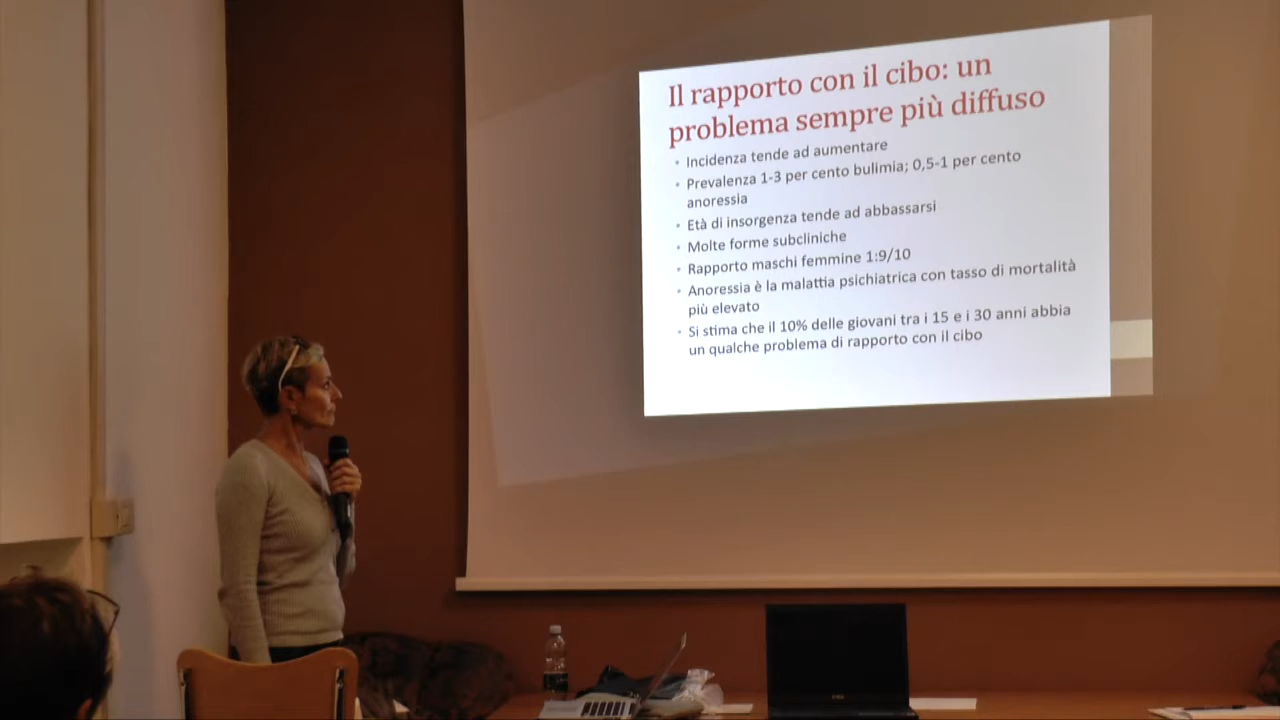 Il rapporto con il cibo: un
problema sempre più diffuso
• Incidenza tende ad aumentare
• Prevalenza 1-3 per cento bulimia; 0,5-1 per cento
anoressia
• Età di insorgenza tende ad abbassarsi
• Molte forme subcliniche
• Rapporto maschi femmine 1:9/10
• Anoressia è la malattia psichiatrica con tasso di mortalità
più elevato
• Si stima che il 10% delle giovani tra i 15 e i 30 anni abbia
un qualche problema di rapporto con il cibo